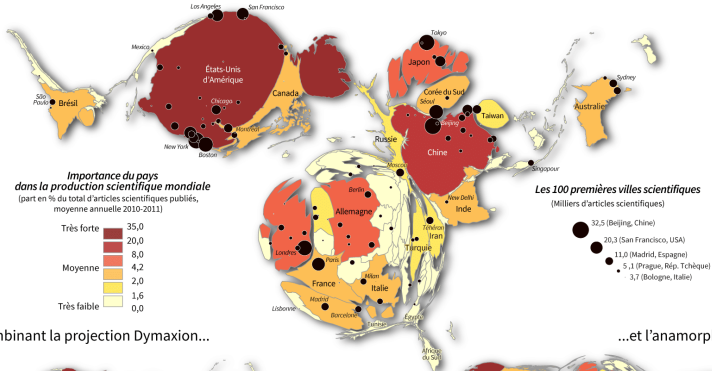 Los Angeles
San Francisco
Tokyo
Mexico
Japon
États-Unis
d'Amérique
Sydney
Canada
Corée du Sud
São
Paulo
Brésil
Séoul
Chicago
Australie
Taiwan
Beijing
Montréal
Russie
New York
Boston
Chine
Singapour
Moscou
Importance du pays
dans la production scientifique mondiale
(part en % du total d'articles scientifiques publiés,
moyenne annuelle 2010-2011)
Très forte
Moyenne
Très faible
35,0
20,0
8,0
4,2
2,0
1,6
0,0
Berlin
Allemagne
New Delhi
Inde
Téhéran
Iran
Turquie
Londres
Paris
France
Milan
Italie
Madrid
Lisbonne
Barcelone
Tunisie
Egypte
Afrique
du Sud
Les 100 premières villes scientifiques
(Milliers d'articles scientifiques)
32,5 (Beijing, Chine)
20,3 (San Francisco, USA)
11,0 (Madrid, Espagne)
5 ,1 (Prague, Rép. Tchèque)
3,7 (Bologne, Italie)
mbinant la projection Dymaxion...
...et l'anamorp